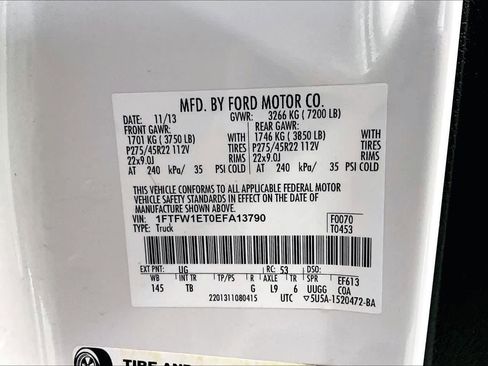 MFD. BY FORD MOTOR CO.
DATE: 11/13 GVWR: 3266 KG ( 7200 LB)
FRONT GAWR: REAR GAWR:
1701 KG ( 3750 LB) WITH 1746 KG ( 3850 LB) WITH
P275/45R22 112V TIRES P275/45R22 112V TIRES
22x9.0J RIMS 22x9.0J RIMS
AT 240 kPa/ 35 PSI COLD AT 240 kPa/ 35 PSI COLD
THIS VEHICLE CONFORMS TO ALL APPLICABLE FEDERAL MOTOR
VEHICLE SAFETY STANDARDS IN EFFECT ON THE DATE OF
MANUFACTURE SHOWN ABOVE.
VIN: 1FTFW1ET0EFA13790 F0070
TYPE: Truck T0453
EXT PNT: UG RC: 53 DSO:
WB INT TR TP/PS R AXLE TR SPR EF613
145 TB G L9 6 UUGG COA
2201311080415 UTC ▽5U5A-1520472-BA
TIRE AND